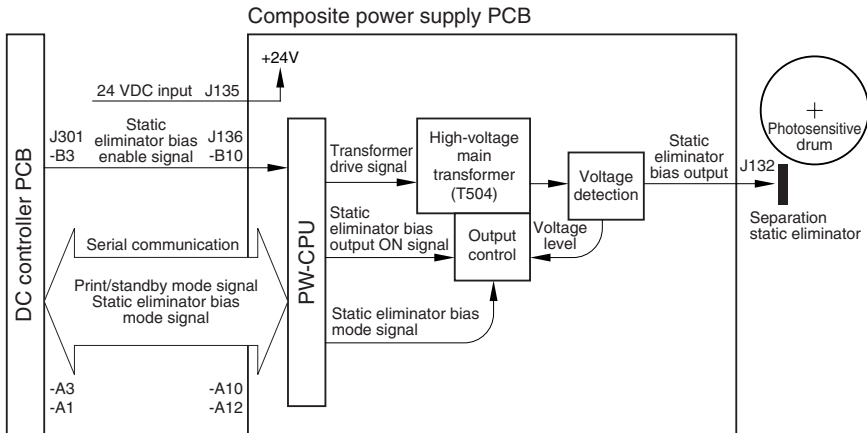 Composite power supply PCB
+24V
24 VDC input J135
Static
eliminator bias
enable signal
J301
-B3
J136
-B10
DC controller PCB
Serial communication
Print/standby mode signal
Static eliminator bias
mode signal
-A3
-A1
-A10
-A12
PW-CPU
Transformer
drive signal
Static
eliminator bias
output ON signal
Static eliminator bias
mode signal
High-voltage
main
transformer
(T504)
Output
control
Voltage
level
Voltage
detection
Static
eliminator
bias output
J132
Photosensitive
drum
Separation
static eliminator